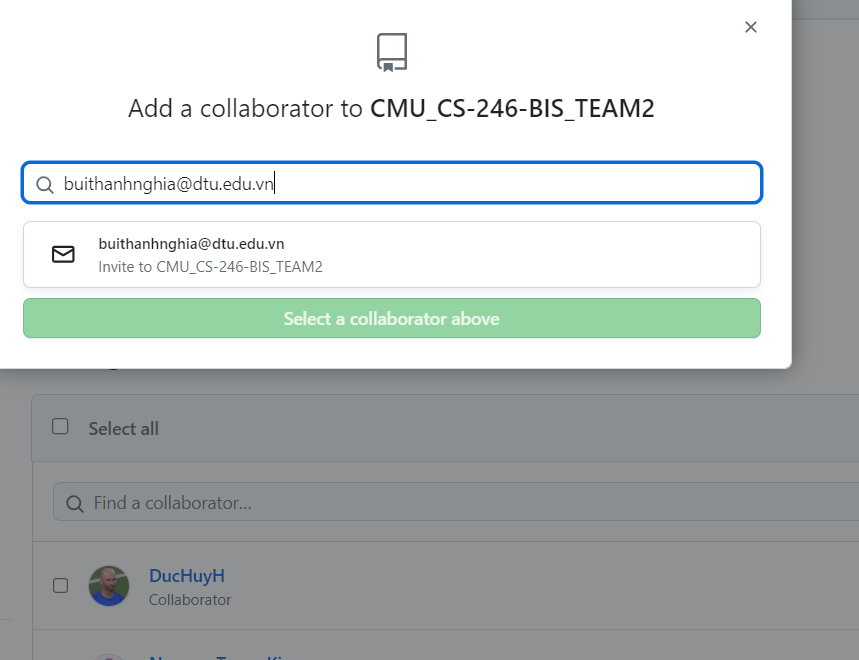 Add a collaborator to CMU_CS-246-BIS_TEAM2
buithanhnghia@dtu.edu.vn
buithanhnghia@dtu.edu.vn
Invite to CMU_CS-246-BIS_TEAM2
Select a collaborator above
Select all
Find a collaborator...
DucHuyH
Collaborator